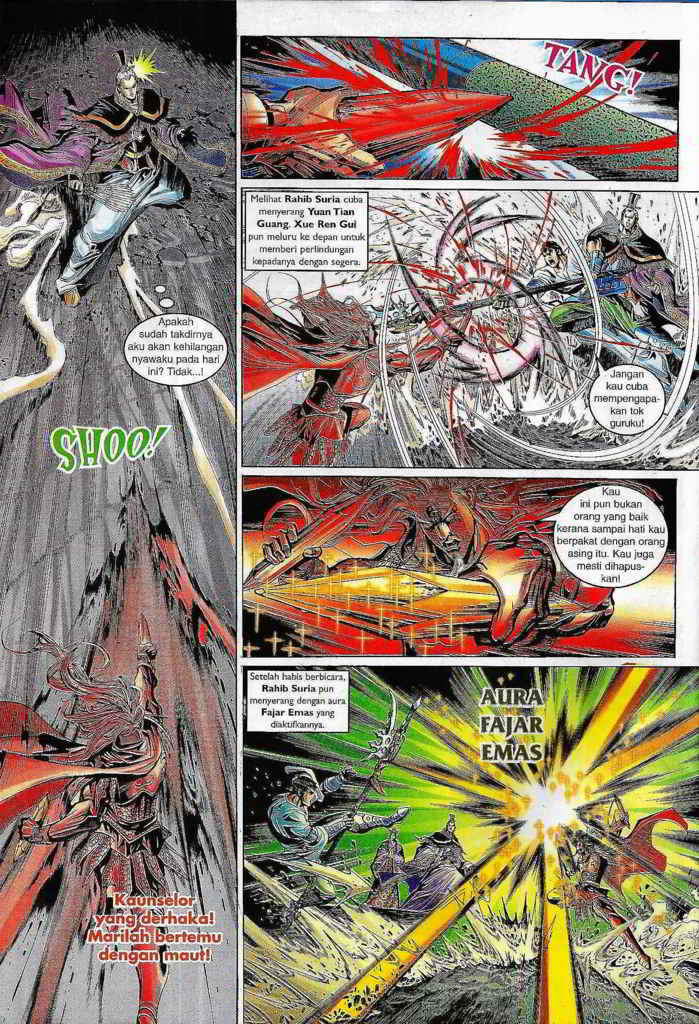 Apakah
sudah takdirnya
aku akan kehilangan
nyawaku pada hari
ini? Tidak...!
SHOO!
Kaunselor
yang derhaka!
Marilah bertemu
dengan maut!
TANG!
Melihat Rahib Suria cuba
menyerang Yuan Tian
Guang, Xue Ren Gui
pun meluru ke depan untuk
memberi perlindungan
kepadanya dengan segera.
Jangan
kau cuba
mempengapa-
kan tok
guruku!
Kau
ini pun bukan
orang yang baik
kerana sampai hati kau
berpakat dengan orang
asing itu. Kau juga
mesti dihapus-
kan!
Setelah habis berbicara,
Rahib Suria pun
menyerang dengan aura
Fajar Emas yang
diaktifkannya.
AURA
FAJAR
EMAS